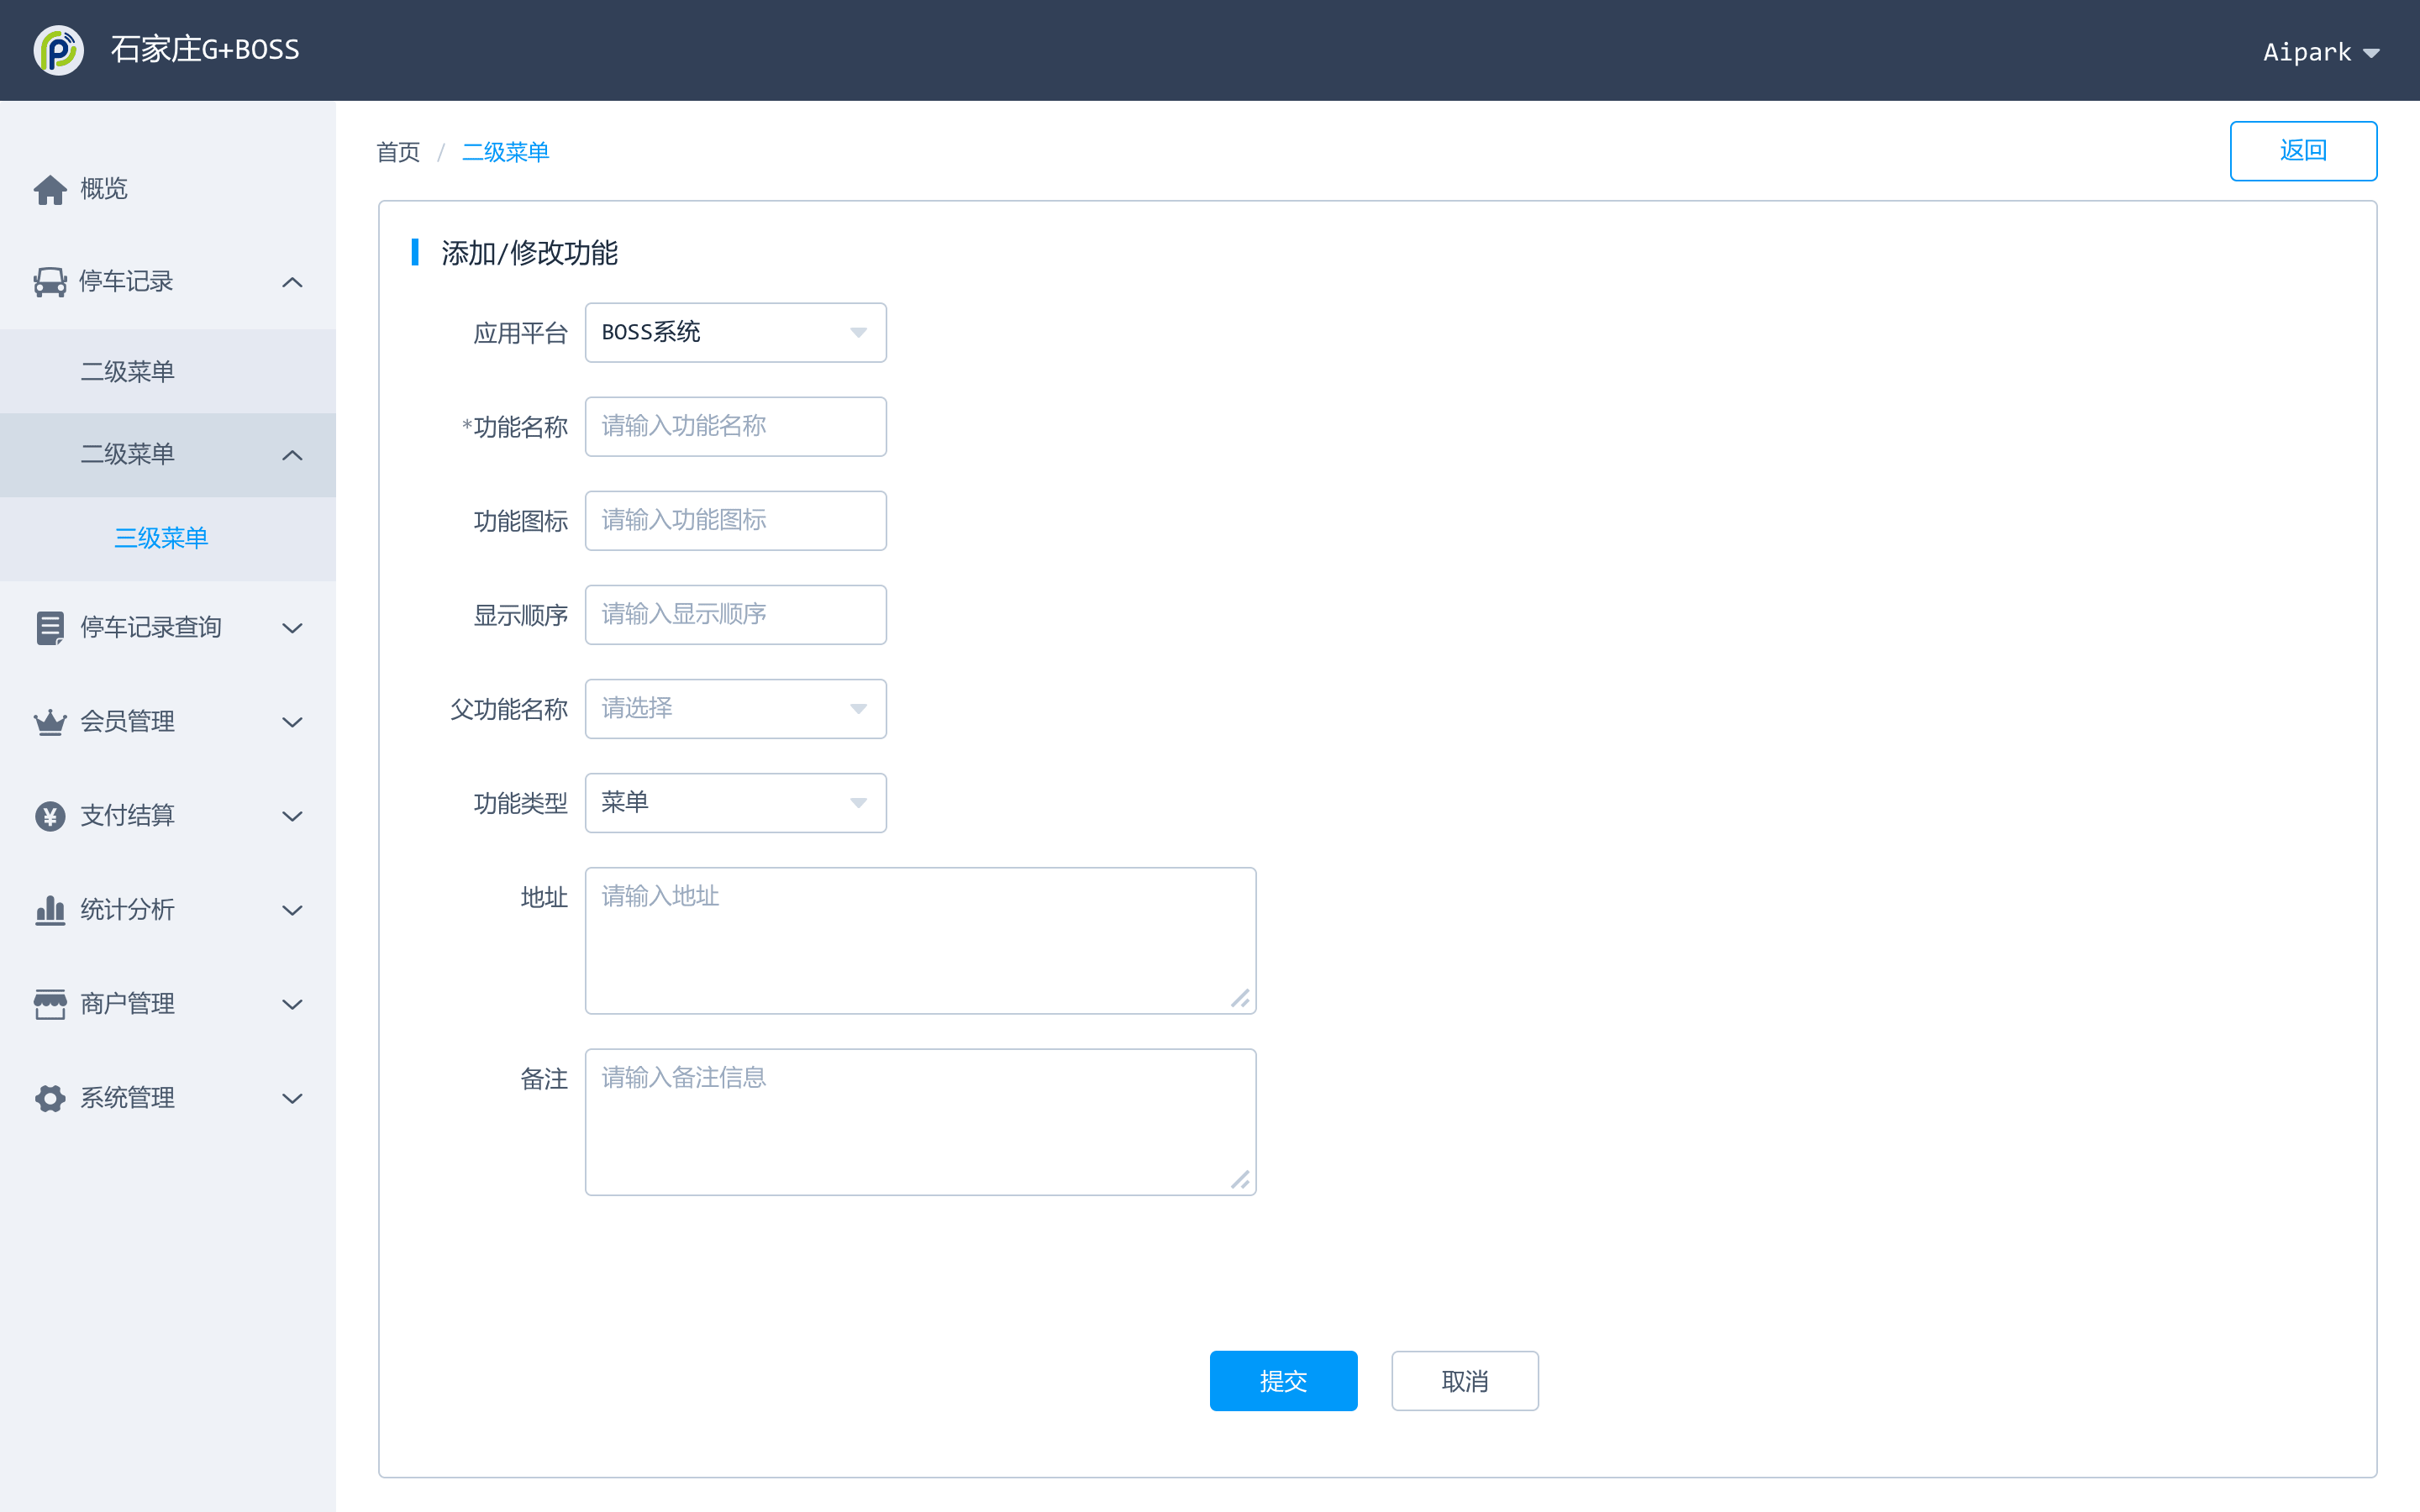 石家庄G+BOSS
Aipark
首页 / 二级菜单
返回
概览
停车记录
二级菜单
二级菜单
三级菜单
停车记录查询
会员管理
支付结算
统计分析
商户管理
系统管理
添加/修改功能
应用平台 BOSS系统
*功能名称 请输入功能名称
功能图标 请输入功能图标
显示顺序 请输入显示顺序
父功能名称 请选择
功能类型 菜单
地址 请输入地址
备注 请输入备注信息
提交 取消